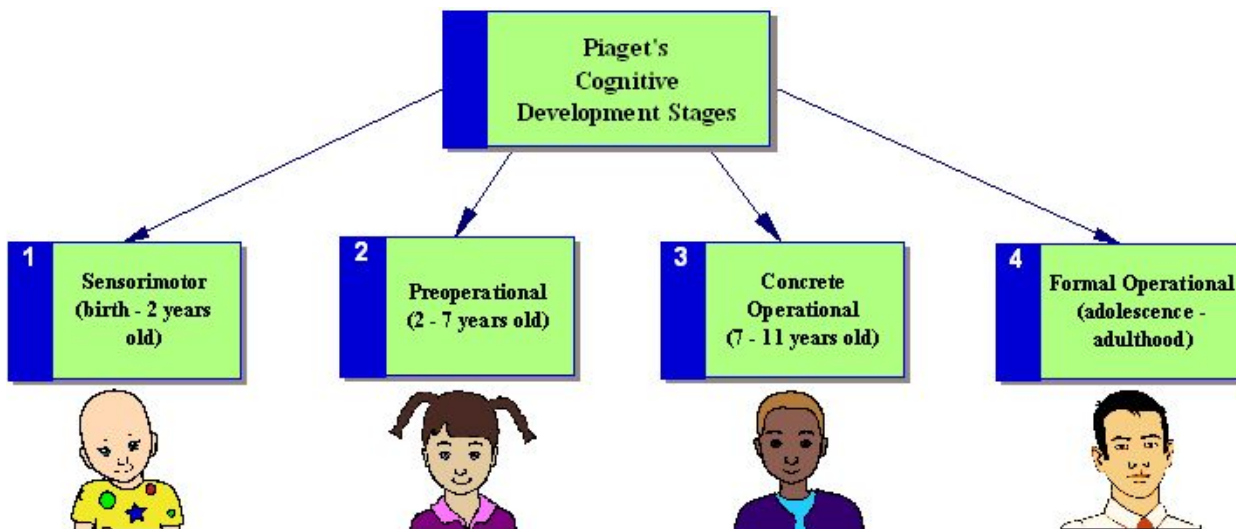 Piaget's
Cognitive
Development Stages
1
Sensorimotor
(birth - 2 years
old)
2
Preoperational
(2 - 7 years old)
3
Concrete
Operational
(7 - 11 years old)
4
Formal Operational
(adolescence -
adulthood)